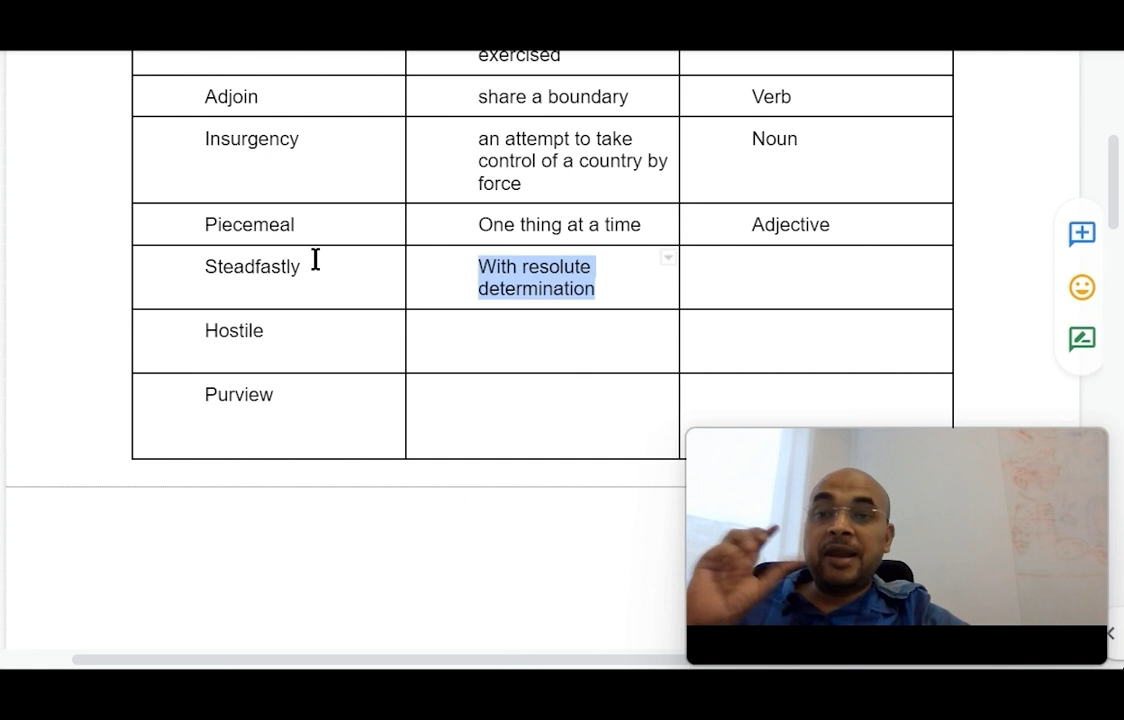 exercised
Adjoin
share a boundary
Verb
Insurgency
an attempt to take
control of a country by
force
Noun
Piecemeal
One thing at a time
Adjective
Steadfastly
With resolute
determination
Hostile
Purview